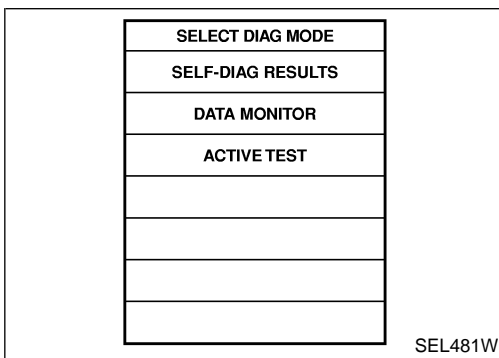 SELECT DIAG MODE
SELF-DIAG RESULTS
DATA MONITOR
ACTIVE TEST
SEL481W